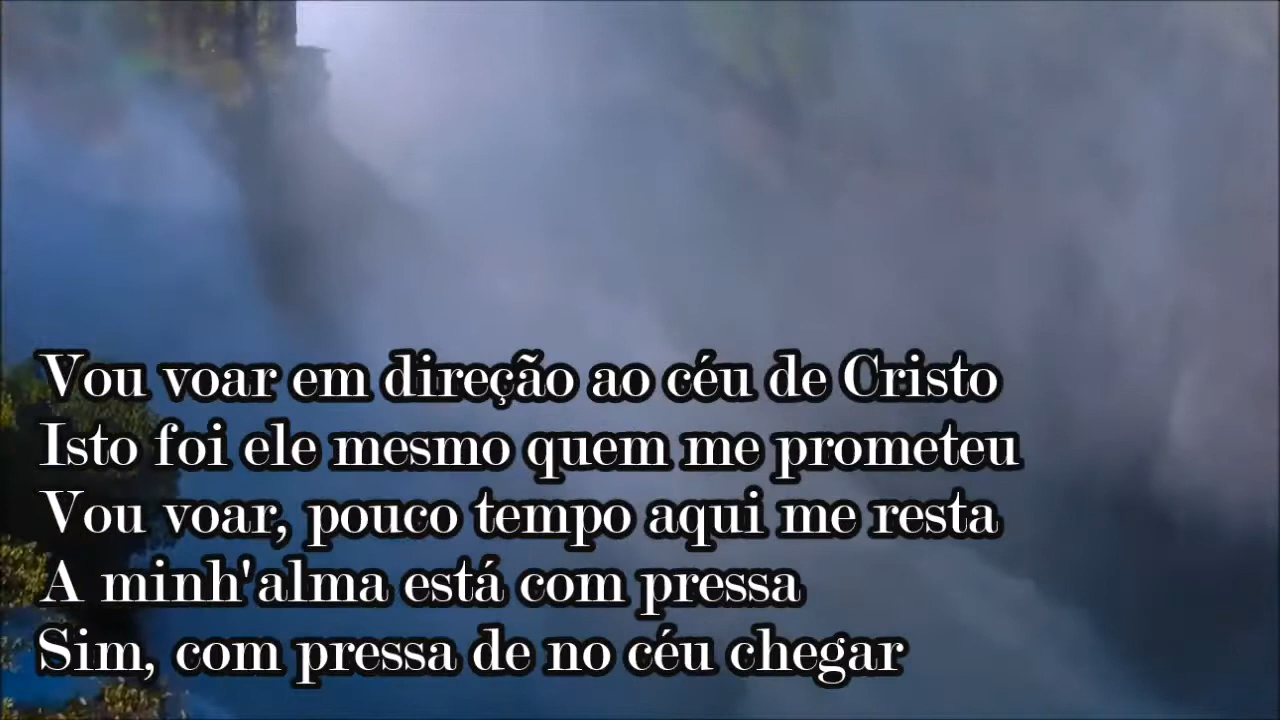 Vou voar em direção ao céu de Cristo
Isto foi ele mesmo quem me prometeu
Vou voar, pouco tempo aqui me resta
A minh'alma está com pressa
Sim, com pressa de no céu chegar